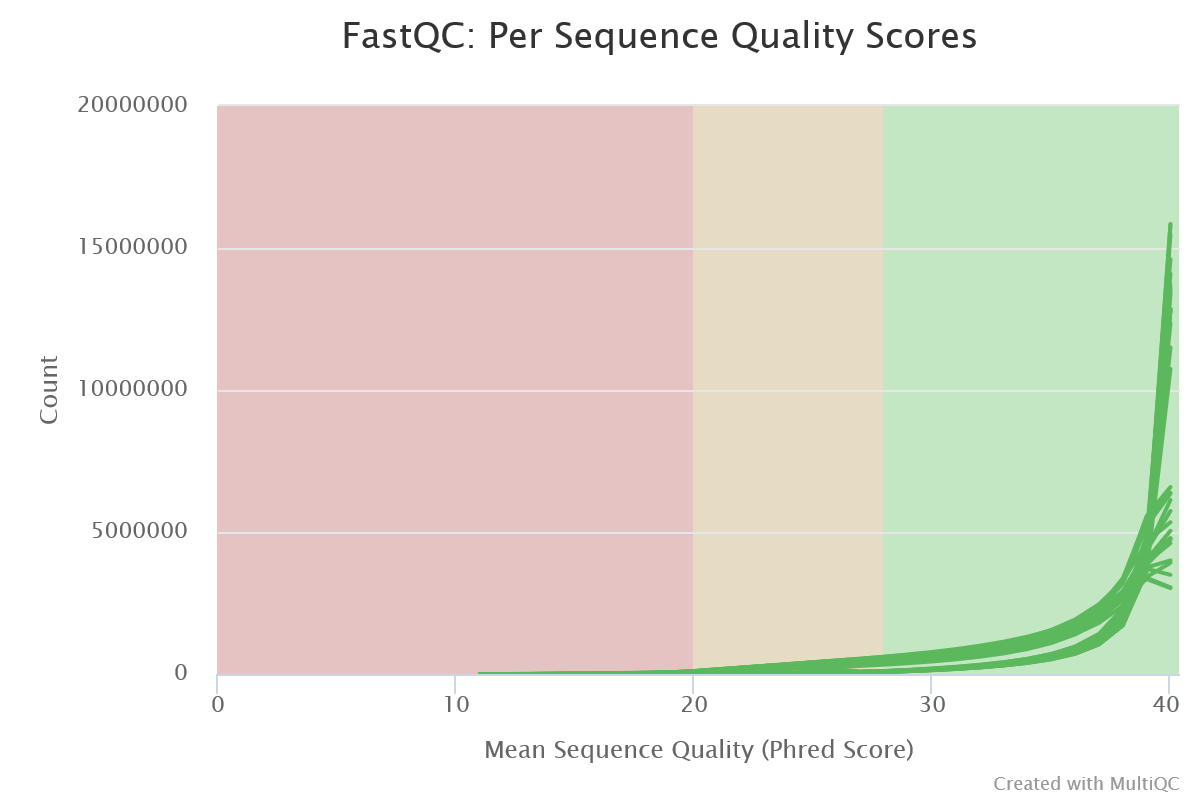 FastQC: Per Sequence Quality Scores
20000000
15000000
10000000
5000000
0
Count
0 10 20 30 40
Mean Sequence Quality (Phred Score)
Created with MultiQC